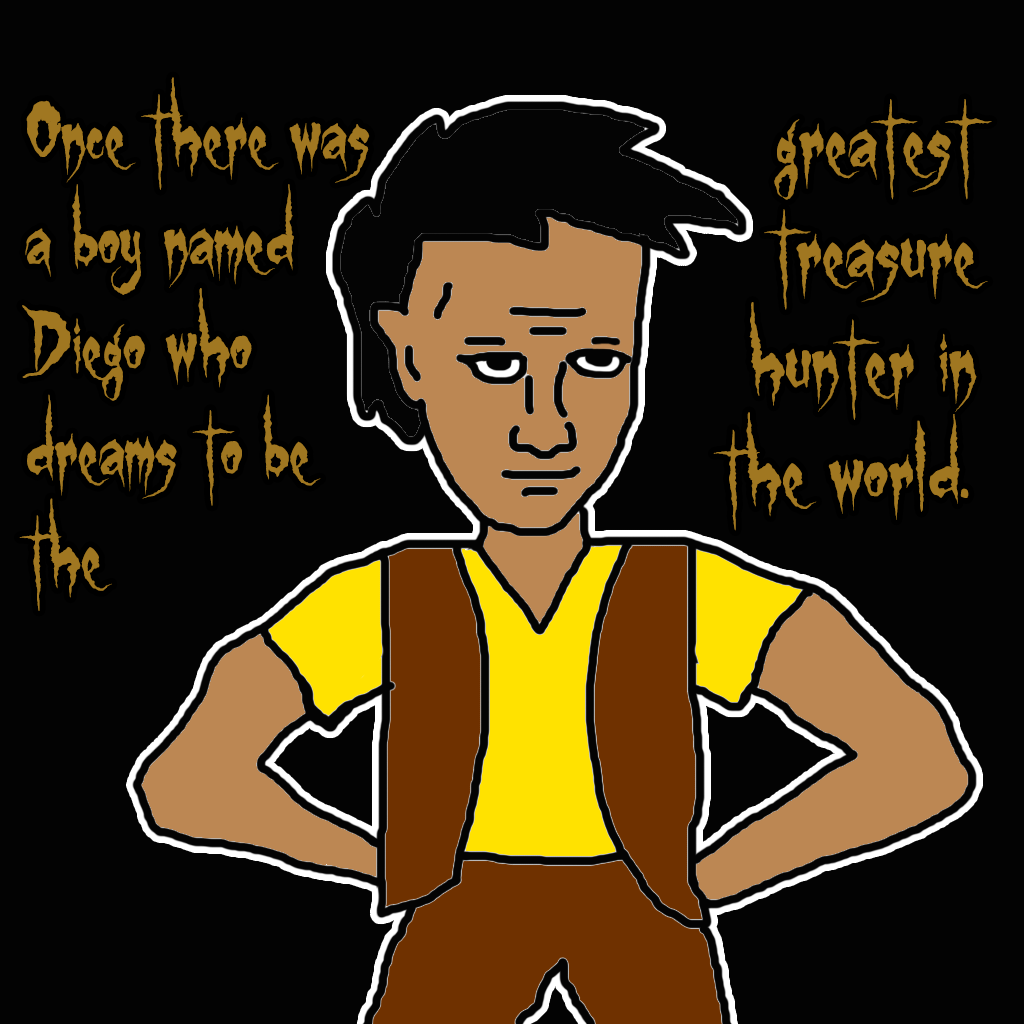 Once there was
a boy named
Diego who
dreams to be
the
greatest
treasure
hunter in
the world.